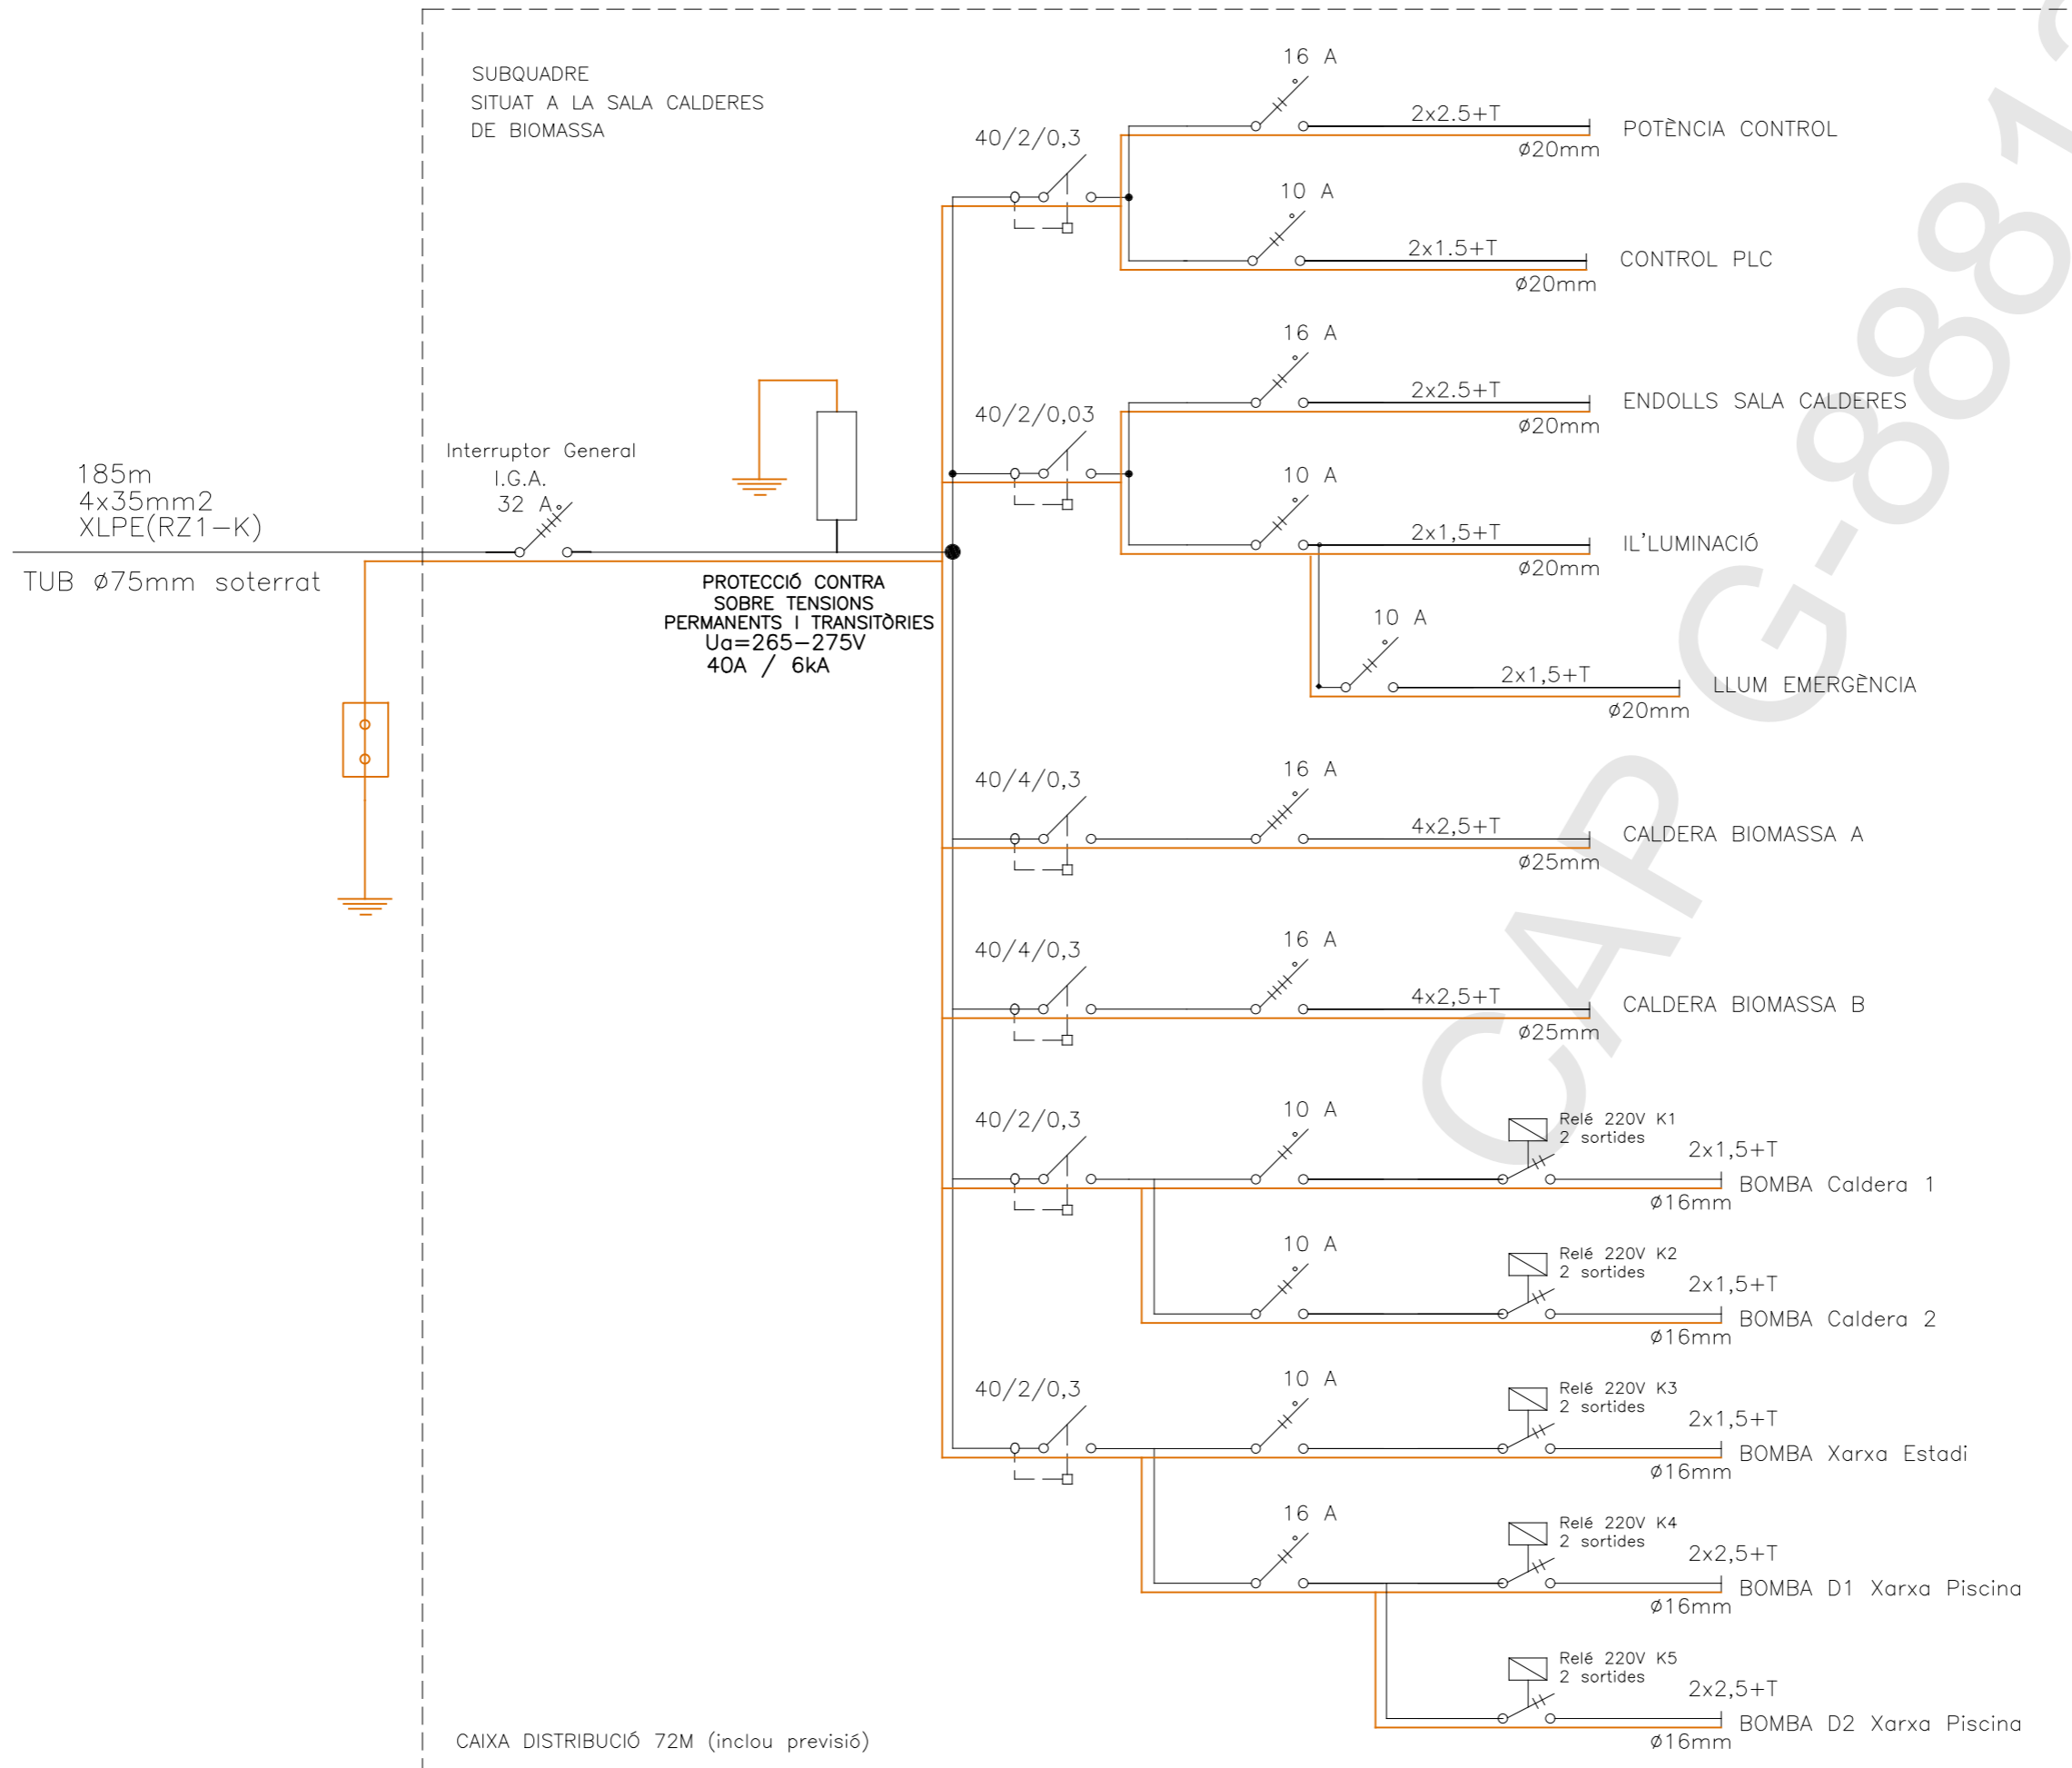 SUBQUADRE
SITUAT A LA SALA CALDERES
DE BIOMASSA
185m
4x35mm2
XLPE(RZ1-K)
TUB ø75mm soterrat
Interruptor General
I.G.A.
32 A
PROTECCIÓ CONTRA
SOBRE TENSIONS
PERMANENTS I TRANSITÒRIES
Ua=265-275V
40A / 6kA
40/2/0,3
16 A
2x2.5+T
ø20mm
POTÈNCIA CONTROL
10 A
2x1.5+T
ø20mm
CONTROL PLC
40/2/0,03
16 A
2x2.5+T
ø20mm
ENDOLLS SALA CALDERES
10 A
2x1,5+T
ø20mm
IL'LUMINACIÓ
10 A
2x1,5+T
ø20mm
LLUM EMERGÈNCIA
40/4/0,3
16 A
4x2,5+T
ø25mm
CALDERA BIOMASSA A
40/4/0,3
16 A
4x2,5+T
ø25mm
CALDERA BIOMASSA B
40/2/0,3
10 A
Relé 220V K1
2 sortides
2x1,5+T
ø16mm
BOMBA Caldera 1
10 A
Relé 220V K2
2 sortides
2x1,5+T
ø16mm
BOMBA Caldera 2
40/2/0,3
10 A
Relé 220V K3
2 sortides
2x1,5+T
ø16mm
BOMBA Xarxa Estadi
16 A
Relé 220V K4
2 sortides
2x2,5+T
ø16mm
BOMBA D1 Xarxa Piscina
Relé 220V K5
2 sortides
2x2,5+T
ø16mm
BOMBA D2 Xarxa Piscina
CAIXA DISTRIBUCIÓ 72M (inclou previsió)
CAP G-881